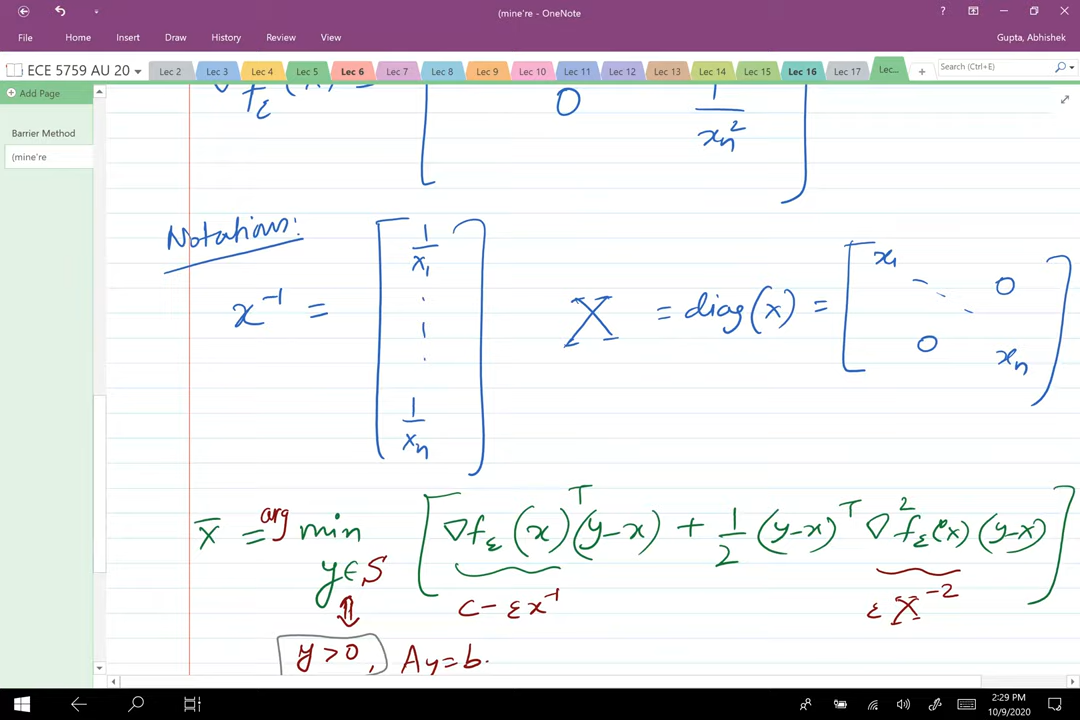 (mine're - OneNote
File Home Insert Draw History Review View Gupta, Abhishek
ECE 5759 AU 20 Lec 2 Lec 3 Lec 4 Lec 5 Lec 6 Lec 7 Lec 8 Lec 9 Lec 10 Lec 11 Lec 12 Lec 13 Lec 14 Lec 15 Lec 16 Lec 17 Lec... Search (Ctrl+E)
Add Page
Barrier Method
(mine're
0 1/xₙ²
Notations:
x⁻¹ = [1/x₁ ⋮ 1/xₙ] X = diag(x) = [x₁ ⋱ 0 0 xₙ]
x̄ = arg min y∈S [∇f_ε(x)ᵀ(y-x) + 1/2 (y-x)ᵀ ∇²f_ε(x)(y-x)]
c - εx⁻¹ εX⁻²
⇕
y > 0, Ay = b.
2:29 PM
10/9/2020